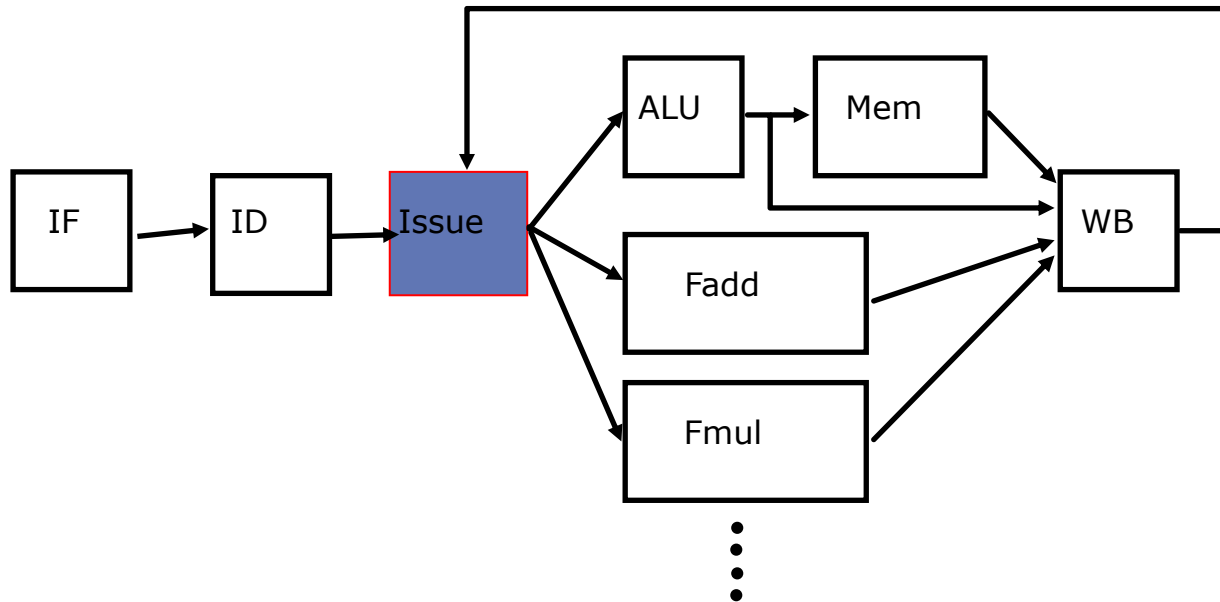 IF
ID
Issue
ALU
Mem
Fadd
Fmul
WB